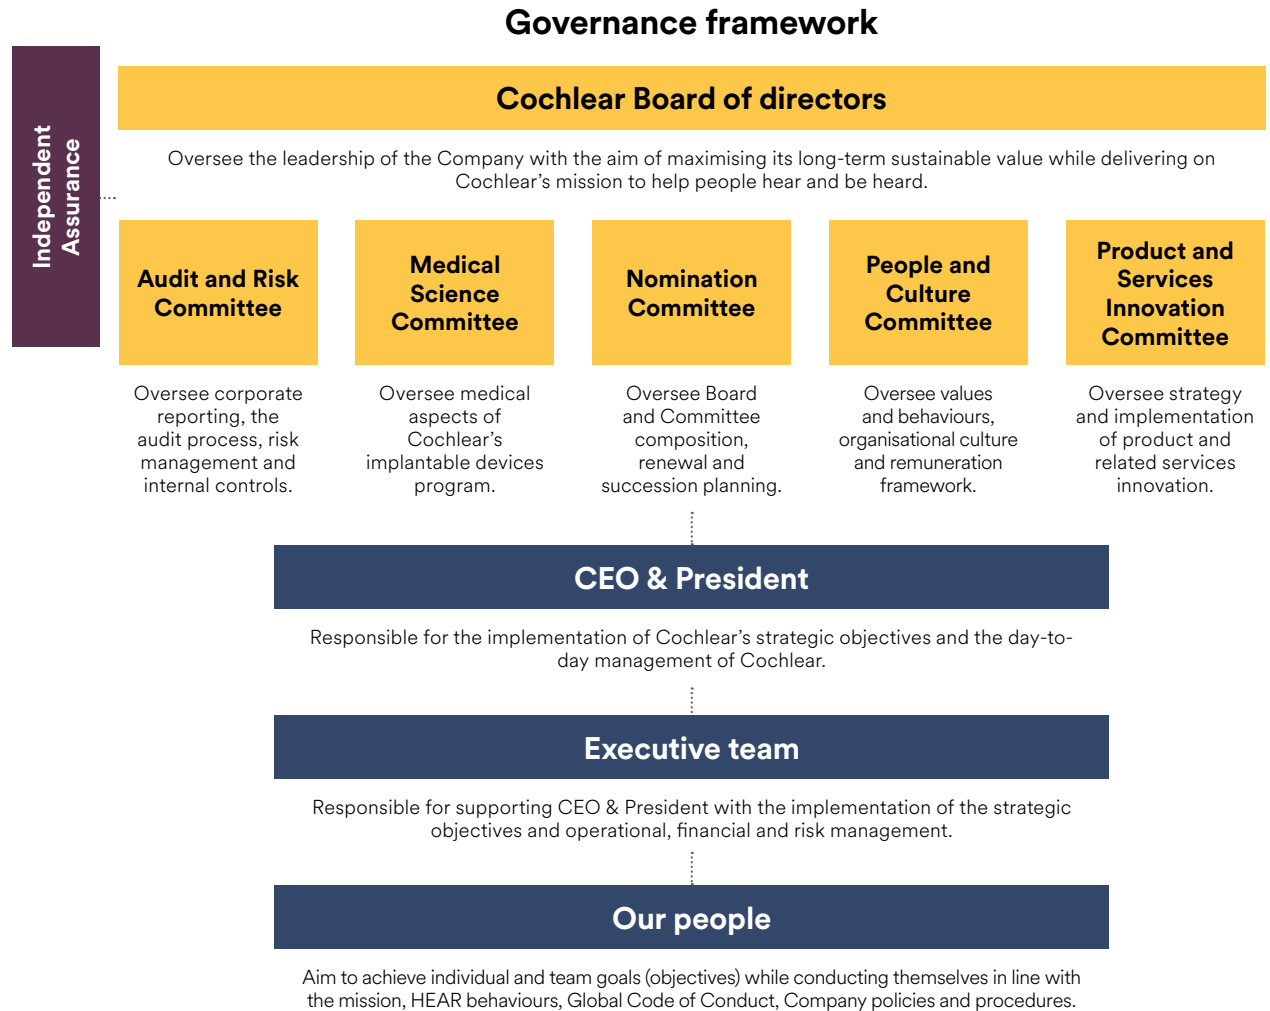 Governance framework
Independent
Assurance
Cochlear Board of directors
Oversee the leadership of the Company with the aim of maximising its long-term sustainable value while delivering on
Cochlear’s mission to help people hear and be heard.
Audit and Risk
Committee
Oversee corporate
reporting, the
audit process, risk
management and
internal controls.
Medical
Science
Committee
Oversee medical
aspects of
Cochlear’s
implantable devices
program.
Nomination
Committee
Oversee Board
and Committee
composition,
renewal and
succession planning.
People and
Culture
Committee
Oversee values
and behaviours,
organisational culture
and remuneration
framework.
Product and
Services
Innovation
Committee
Oversee strategy
and implementation
of product and
related services
innovation.
CEO & President
Responsible for the implementation of Cochlear’s strategic objectives and the day-to-
day management of Cochlear.
Executive team
Responsible for supporting CEO & President with the implementation of the strategic
objectives and operational, financial and risk management.
Our people
Aim to achieve individual and team goals (objectives) while conducting themselves in line with
the mission, HEAR behaviours, Global Code of Conduct, Company policies and procedures.